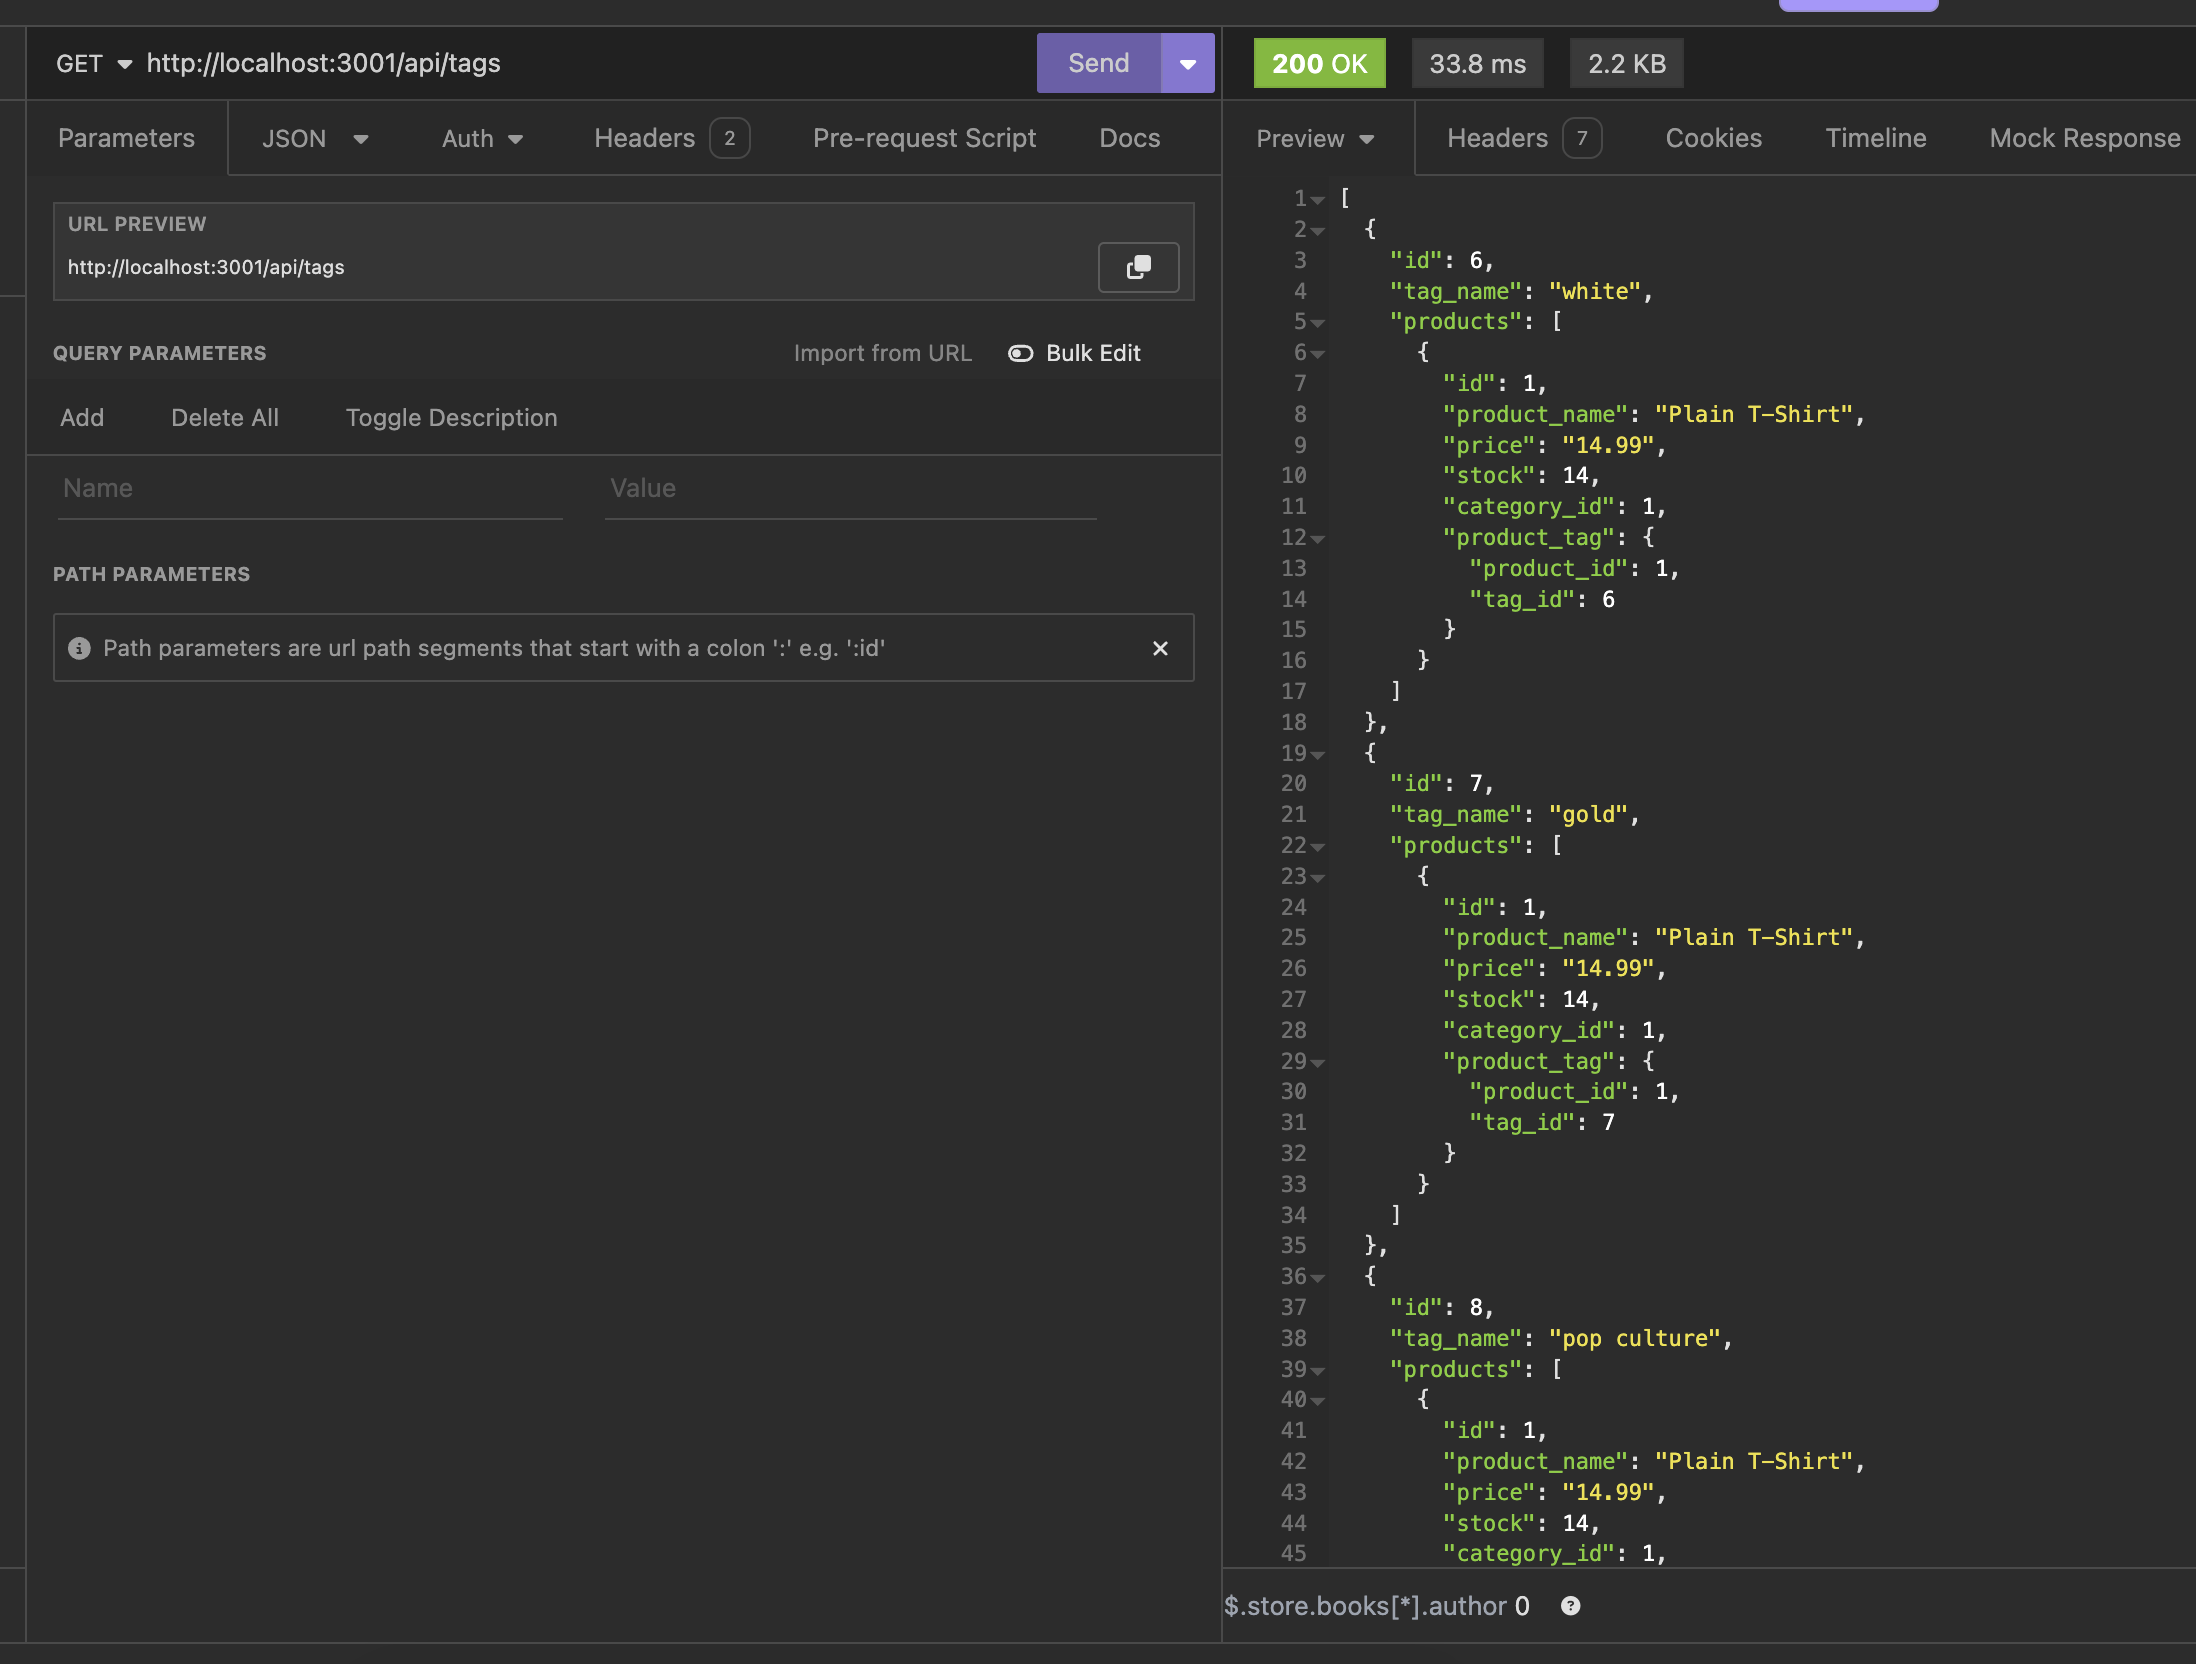 GET http://localhost:3001/api/tags Send
200 OK 33.8 ms 2.2 KB
Parameters JSON Auth Headers 2 Pre-request Script Docs
Preview Headers 7 Cookies Timeline Mock Response
URL PREVIEW
http://localhost:3001/api/tags
QUERY PARAMETERS Import from URL Bulk Edit
Add Delete All Toggle Description
Name Value
PATH PARAMETERS
Path parameters are url path segments that start with a colon ':' e.g. ':id'
1 [
2 {
3 "id": 6,
4 "tag_name": "white",
5 "products": [
6 {
7 "id": 1,
8 "product_name": "Plain T-Shirt",
9 "price": "14.99",
10 "stock": 14,
11 "category_id": 1,
12 "product_tag": {
13 "product_id": 1,
14 "tag_id": 6
15 }
16 }
17 ]
18 },
19 {
20 "id": 7,
21 "tag_name": "gold",
22 "products": [
23 {
24 "id": 1,
25 "product_name": "Plain T-Shirt",
26 "price": "14.99",
27 "stock": 14,
28 "category_id": 1,
29 "product_tag": {
30 "product_id": 1,
31 "tag_id": 7
32 }
33 }
34 ]
35 },
36 {
37 "id": 8,
38 "tag_name": "pop culture",
39 "products": [
40 {
41 "id": 1,
42 "product_name": "Plain T-Shirt",
43 "price": "14.99",
44 "stock": 14,
45 "category_id": 1,
$.store.books[*].author 0